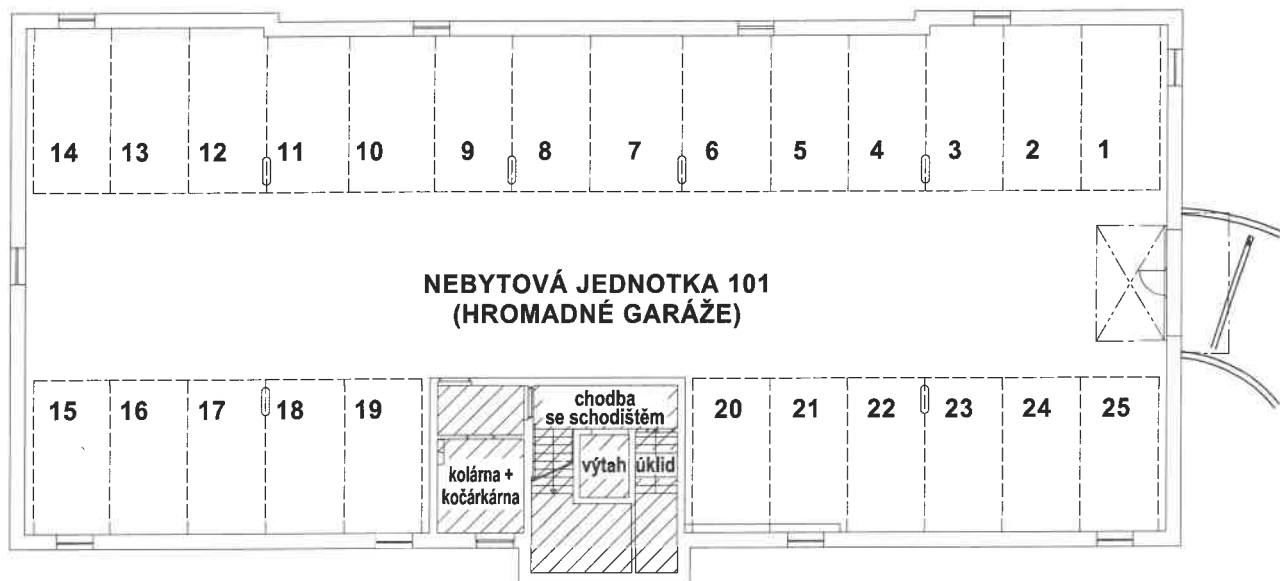 14 13 12 11 10 9 8 7 6 5 4 3 2 1
NEBYTOVÁ JEDNOTKA 101
(HROMADNÉ GARÁŽE)
15 16 17 18 19
kolárna +
kočárkárna
chodba
se schodištěm
výtah
úklid
20 21 22 23 24 25